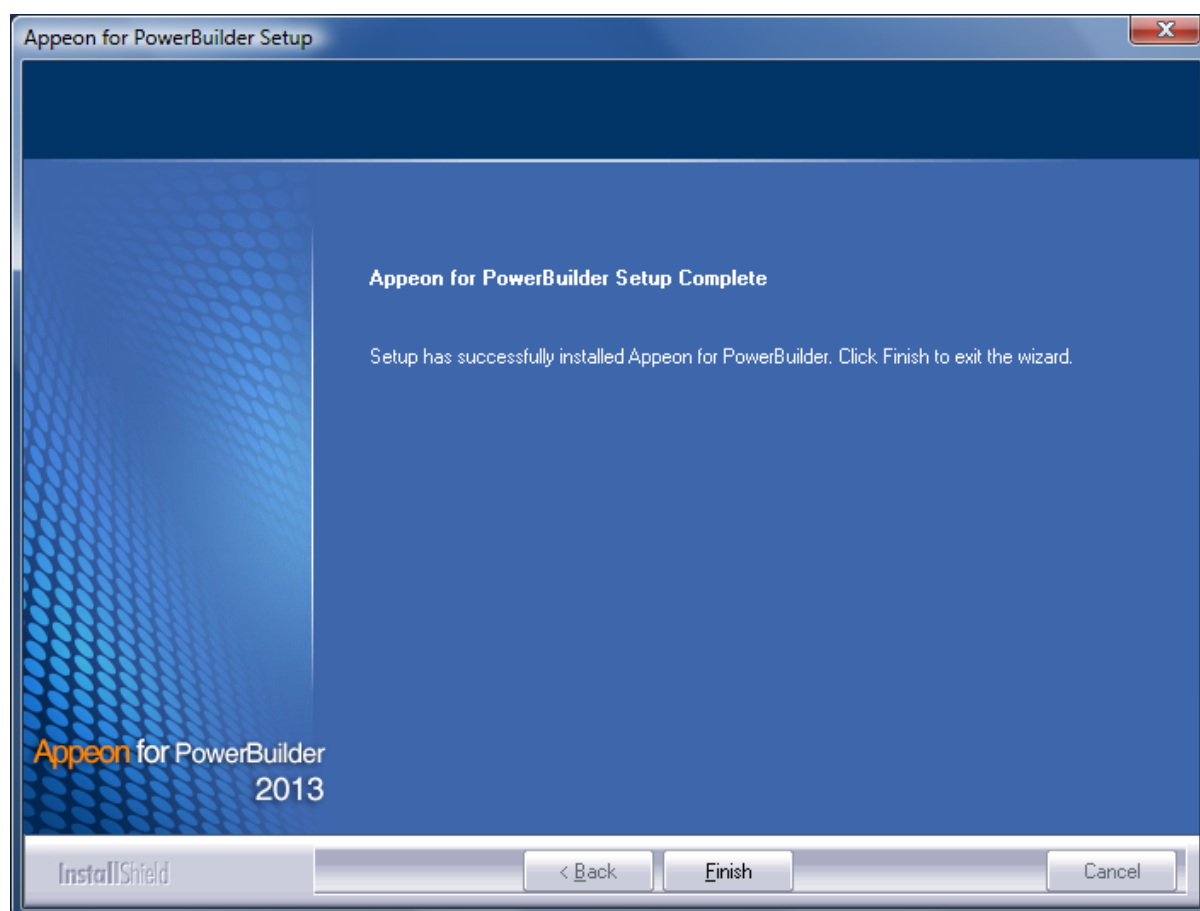 Appeon for PowerBuilder Setup
Appeon for PowerBuilder Setup Complete
Setup has successfully installed Appeon for PowerBuilder. Click Finish to exit the wizard.
Appeon for PowerBuilder
2013
InstallShield
< Back
Finish
Cancel